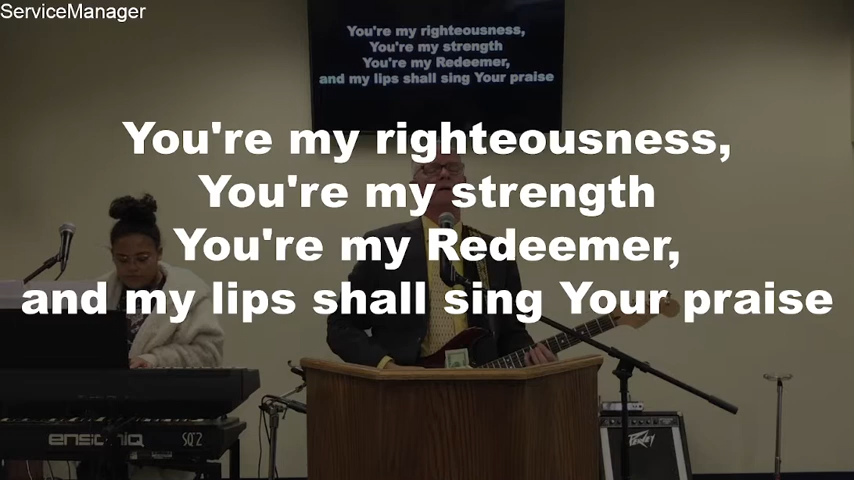 ServiceManager
You're my righteousness,
You're my strength
You're my Redeemer,
and my lips shall sing Your praise
You're my righteousness,
You're my strength
You're my Redeemer,
and my lips shall sing Your praise
ensoniq SQ2
PEAVEY